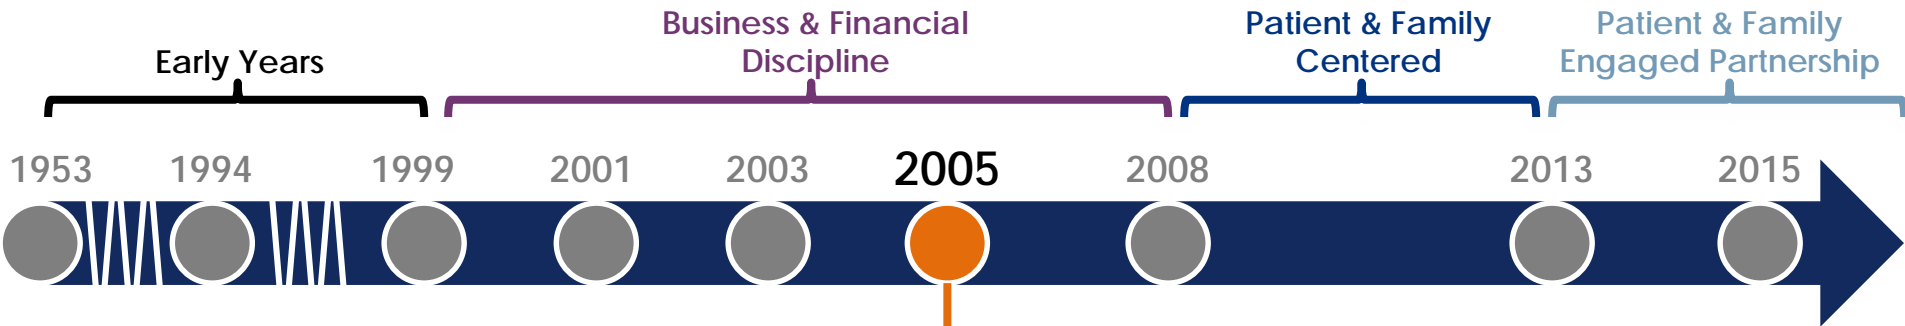 Early Years
Business & Financial
Discipline
Patient & Family
Centered
Patient & Family
Engaged Partnership
1953
1994
1999
2001
2003
2005
2008
2013
2015